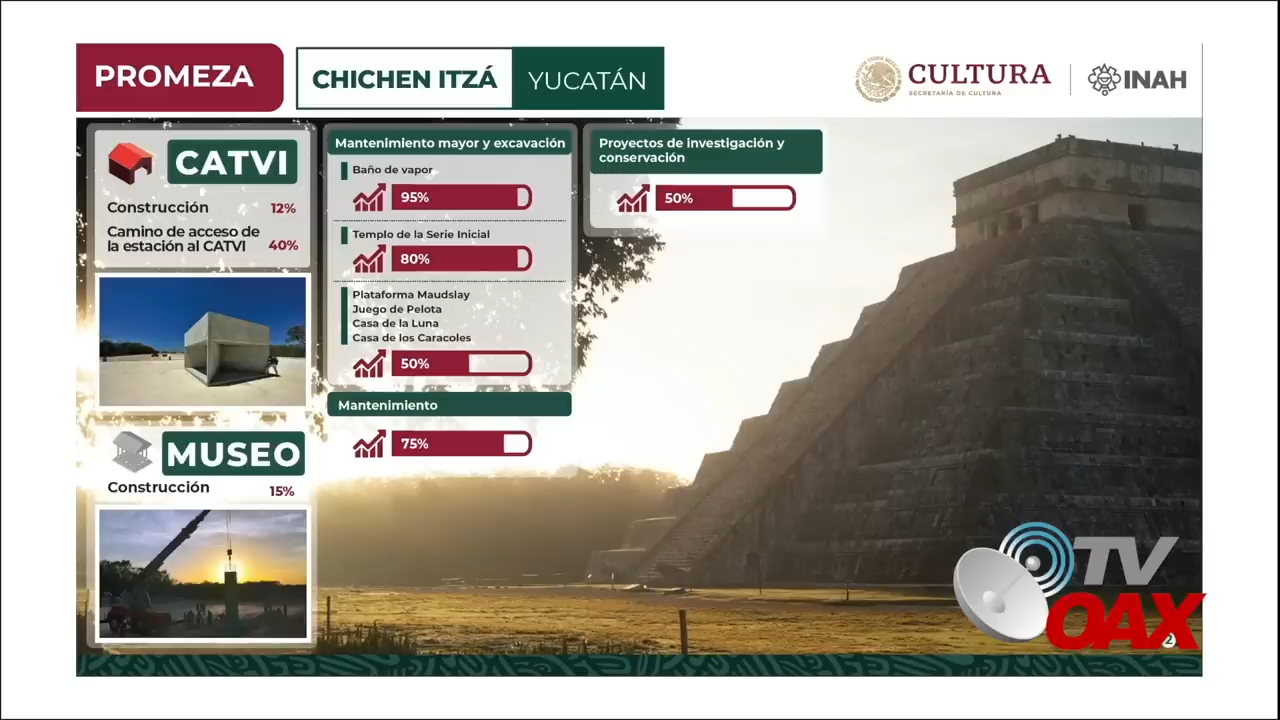 PROMEZA
CHICHEN ITZÁ YUCATÁN
CULTURA
SECRETARÍA DE CULTURA
INAH
CATVI
Construcción 12%
Camino de acceso de
la estación al CATVI 40%
MUSEO
Construcción 15%
Mantenimiento mayor y excavación
Baño de vapor
95%
Templo de la Serie Inicial
80%
Plataforma Maudslay
Juego de Pelota
Casa de la Luna
Casa de los Caracoles
50%
Mantenimiento
75%
Proyectos de investigación y
conservación
50%
TV
OAX
2